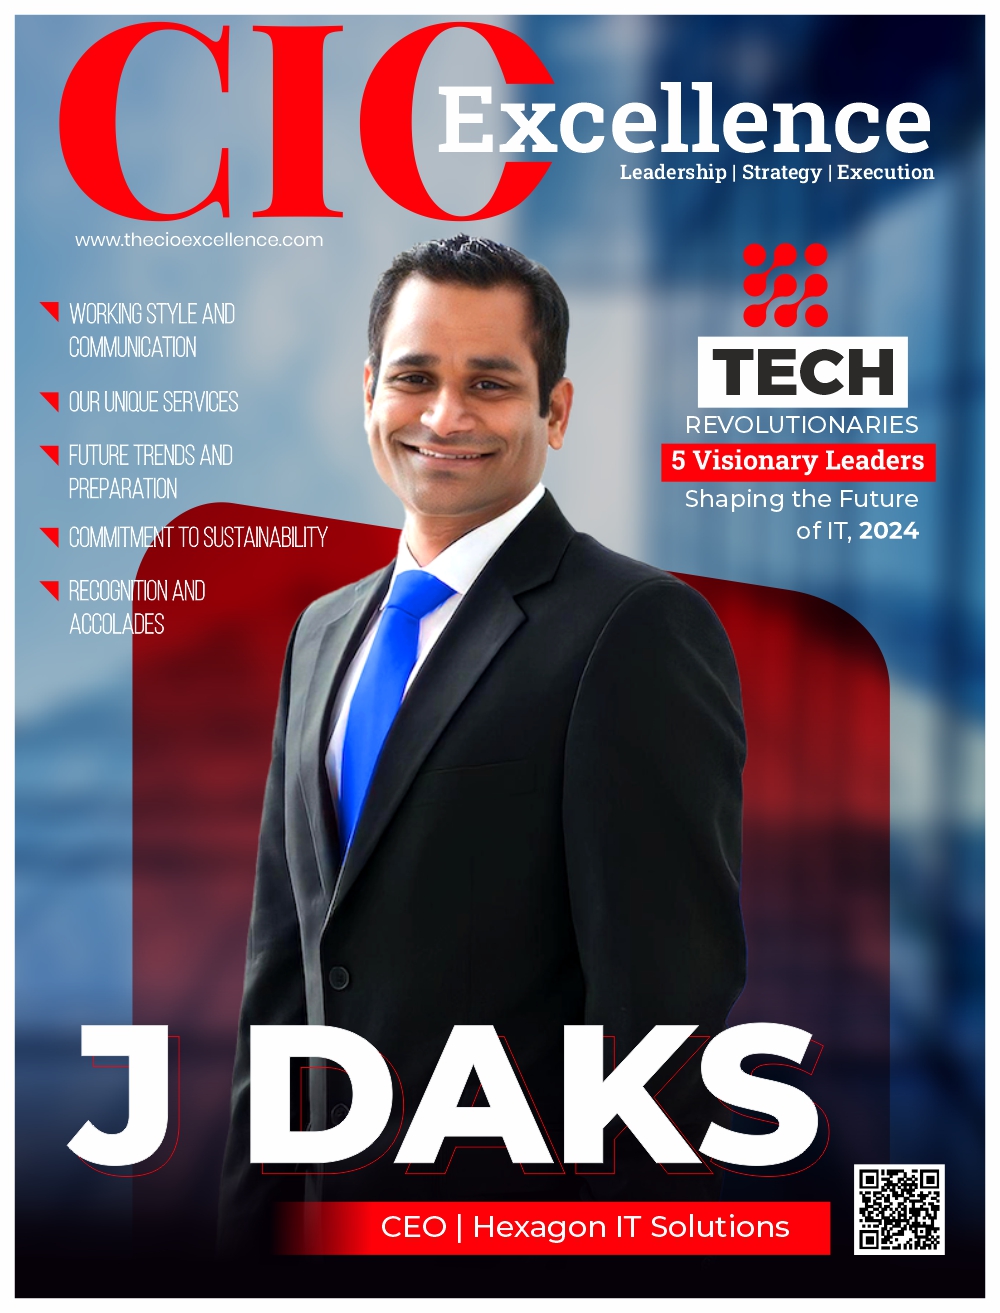 CIO
Excellence
Leadership | Strategy | Execution
www.thecioexcellence.com
WORKING STYLE AND
COMMUNICATION
OUR UNIQUE SERVICES
FUTURE TRENDS AND
PREPARATION
COMMITMENT TO SUSTAINABILITY
RECOGNITION AND
ACCOLADES
TECH
REVOLUTIONARIES
5 Visionary Leaders
Shaping the Future
of IT, 2024
J DAKS
CEO | Hexagon IT Solutions